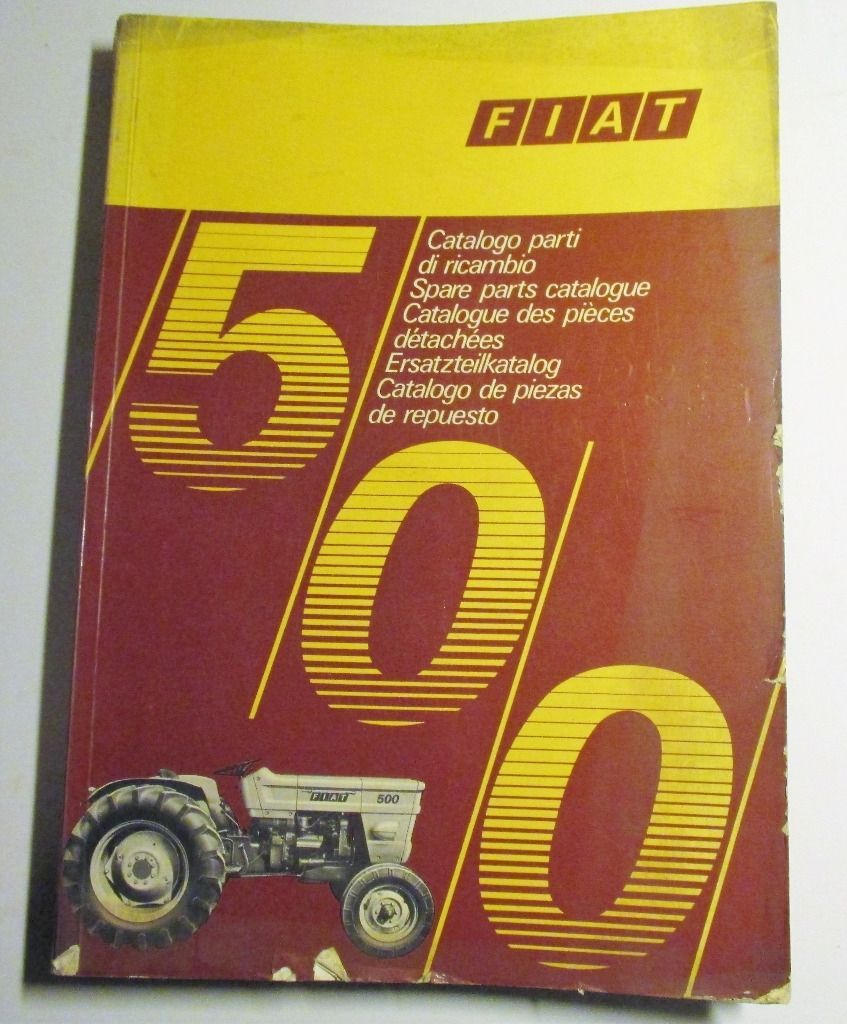 FIAT
Catalogo parti
di ricambio
Spare parts catalogue
Catalogue des pièces
détachées
Ersatzteilkatalog
Catalogo de piezas
de repuesto
500
FIAT 500